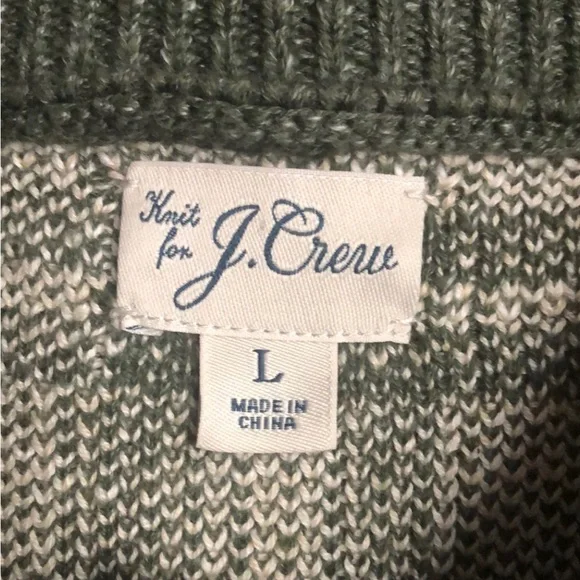 Knit
for J. Crew
L
MADE IN
CHINA